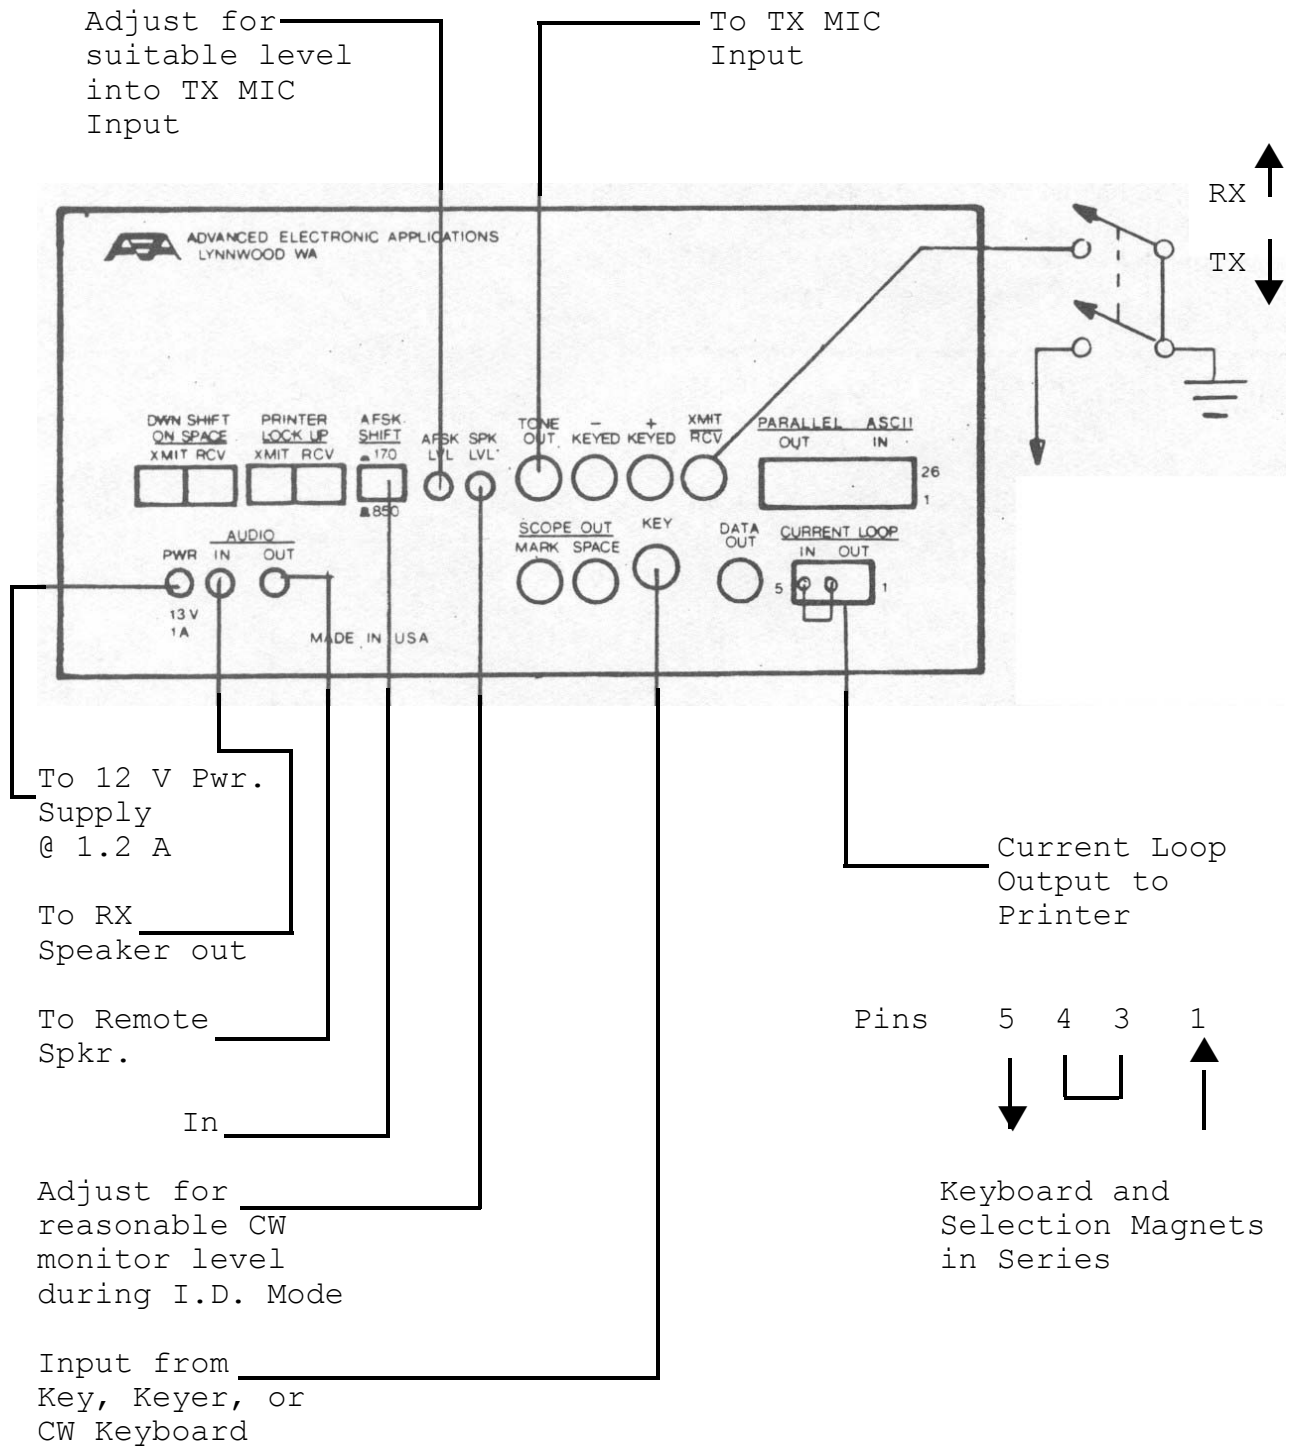 Adjust for
suitable level
into TX MIC
Input
To TX MIC
Input
RX
TX
AEA
ADVANCED ELECTRONIC APPLICATIONS
LYNNWOOD WA
DWN SHIFT
ON SPACE
XMIT RCV
PRINTER
LOCK UP
XMIT RCV
AFSK
SHIFT
170
850
AFSK
LVL
SPK
LVL
TONE
OUT
-
KEYED
+
KEYED
XMIT
RCV
PARALLEL ASCII
OUT IN
26
1
SCOPE OUT
MARK SPACE
KEY
DATA
OUT
CURRENT LOOP
IN OUT
5
1
AUDIO
PWR IN OUT
13 V
1 A
MADE IN USA
To 12 V Pwr.
Supply
@ 1.2 A
To RX
Speaker out
To Remote
Spkr.
In
Adjust for
reasonable CW
monitor level
during I.D. Mode
Input from
Key, Keyer, or
CW Keyboard
Current Loop
Output to
Printer
Pins 5 4 3 1
Keyboard and
Selection Magnets
in Series